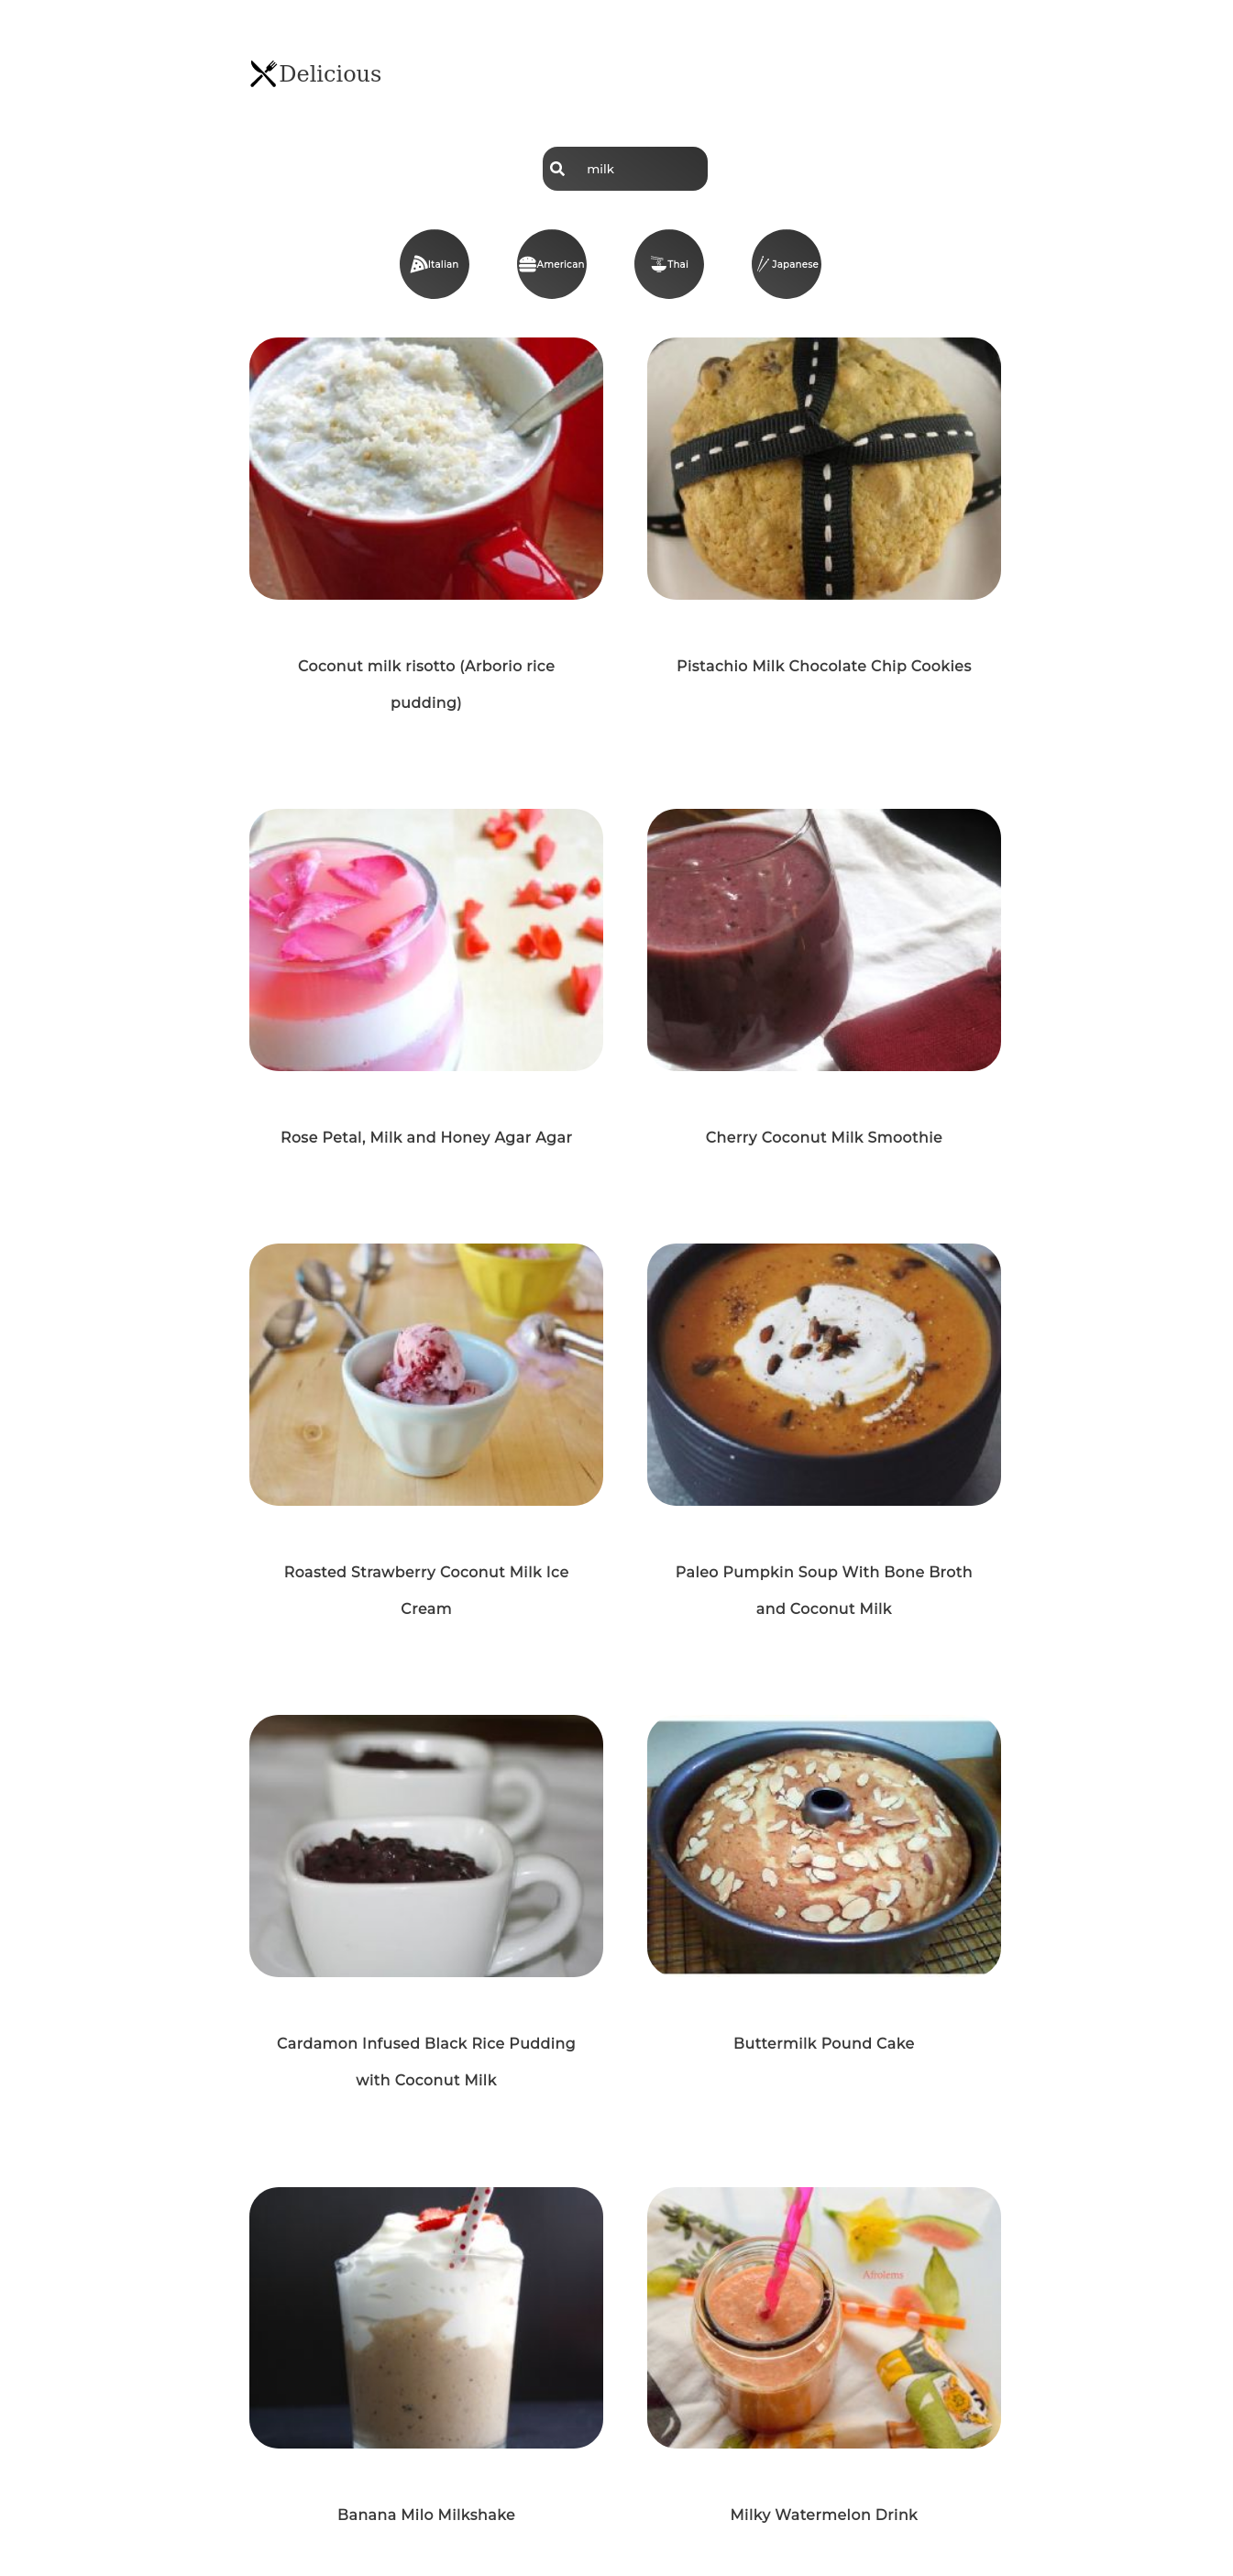 Delicious
milk
Italian
American
Thai
Japanese
Coconut milk risotto (Arborio rice
pudding)
Pistachio Milk Chocolate Chip Cookies
Rose Petal, Milk and Honey Agar Agar
Cherry Coconut Milk Smoothie
Roasted Strawberry Coconut Milk Ice
Cream
Paleo Pumpkin Soup With Bone Broth
and Coconut Milk
Cardamon Infused Black Rice Pudding
with Coconut Milk
Buttermilk Pound Cake
Afrolems
Banana Milo Milkshake
Milky Watermelon Drink